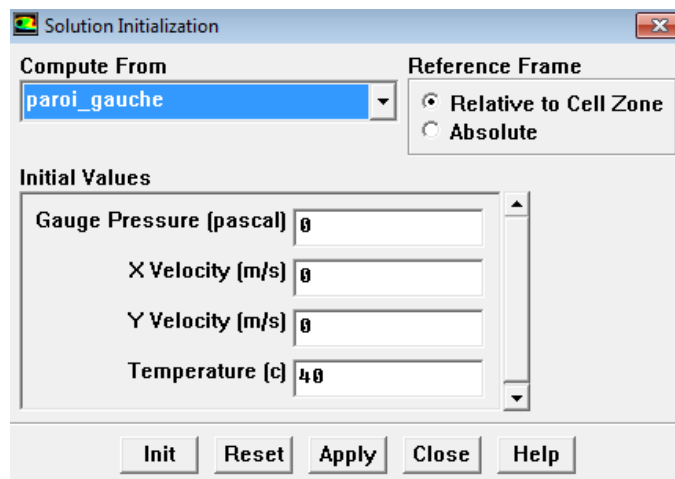 Solution Initialization
Compute From
Reference Frame
paroi_gauche
Relative to Cell Zone
Absolute
Initial Values
Gauge Pressure (pascal) 0
X Velocity (m/s) 0
Y Velocity (m/s) 0
Temperature (c) 40
Init Reset Apply Close Help